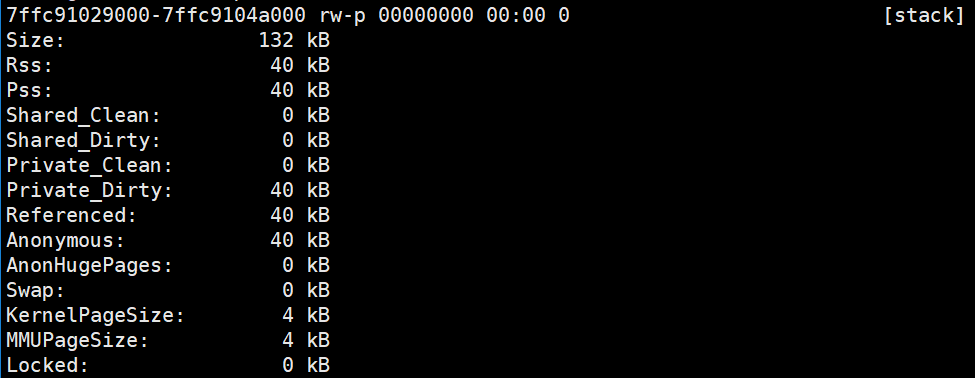 7ffc91029000-7ffc9104a000 rw-p 00000000 00:00 0 [stack]
Size: 132 kB
Rss: 40 kB
Pss: 40 kB
Shared_Clean: 0 kB
Shared_Dirty: 0 kB
Private_Clean: 0 kB
Private_Dirty: 40 kB
Referenced: 40 kB
Anonymous: 40 kB
AnonHugePages: 0 kB
Swap: 0 kB
KernelPageSize: 4 kB
MMUPageSize: 4 kB
Locked: 0 kB